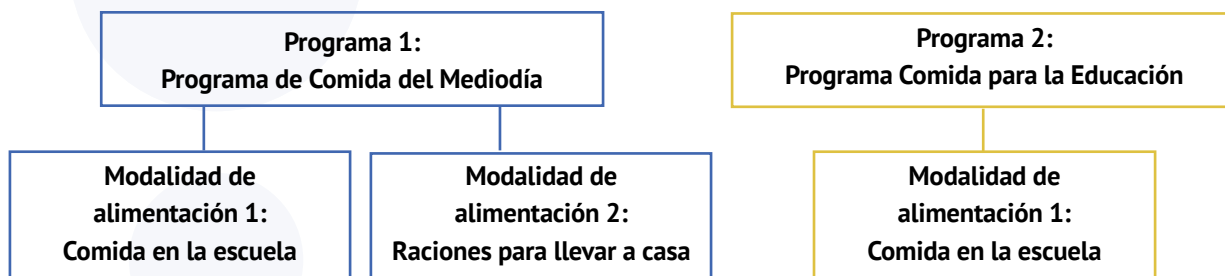 Programa 1:
Programa de Comida del Mediodía
Programa 2:
Programa Comida para la Educación
Modalidad de
alimentación 1:
Comida en la escuela
Modalidad de
alimentación 2:
Raciones para llevar a casa
Modalidad de
alimentación 1:
Comida en la escuela